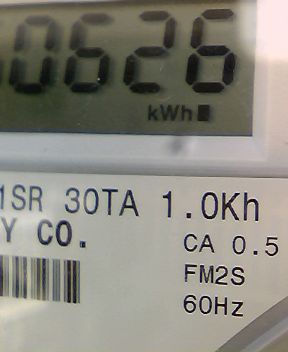 0626
kWh
1SR 30TA 1.0Kh
Y CO.
CA 0.5
FM2S
60Hz